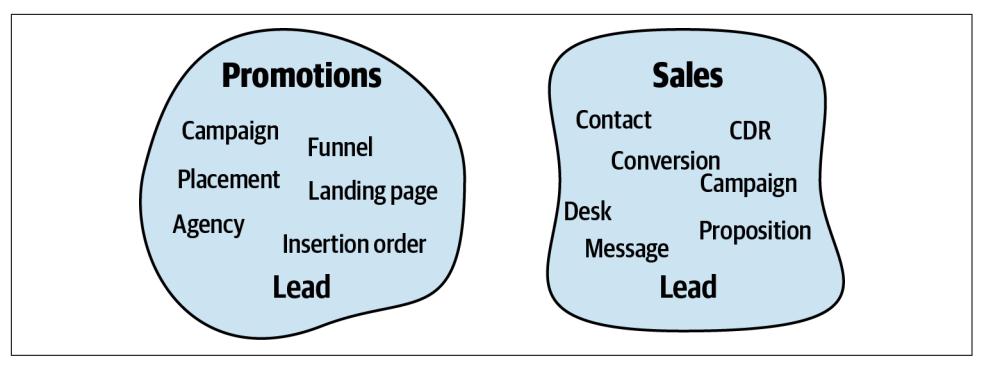 Promotions
Campaign
Funnel
Placement
Landing page
Agency
Insertion order
Lead
Sales
Contact
CDR
Conversion
Campaign
Desk
Proposition
Message
Lead